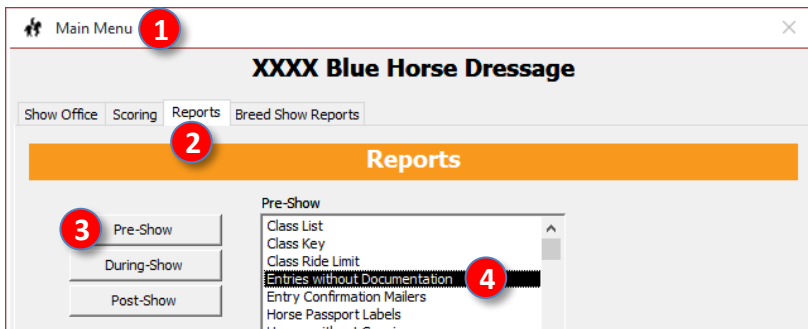 Main Menu 1
XXXX Blue Horse Dressage
Show Office Scoring Reports Breed Show Reports
2
Reports
Pre-Show
3 Pre-Show
During-Show
Post-Show
Class List
Class Key
Class Ride Limit
Entries without Documentation 4
Entry Confirmation Mailers
Horse Passport Labels